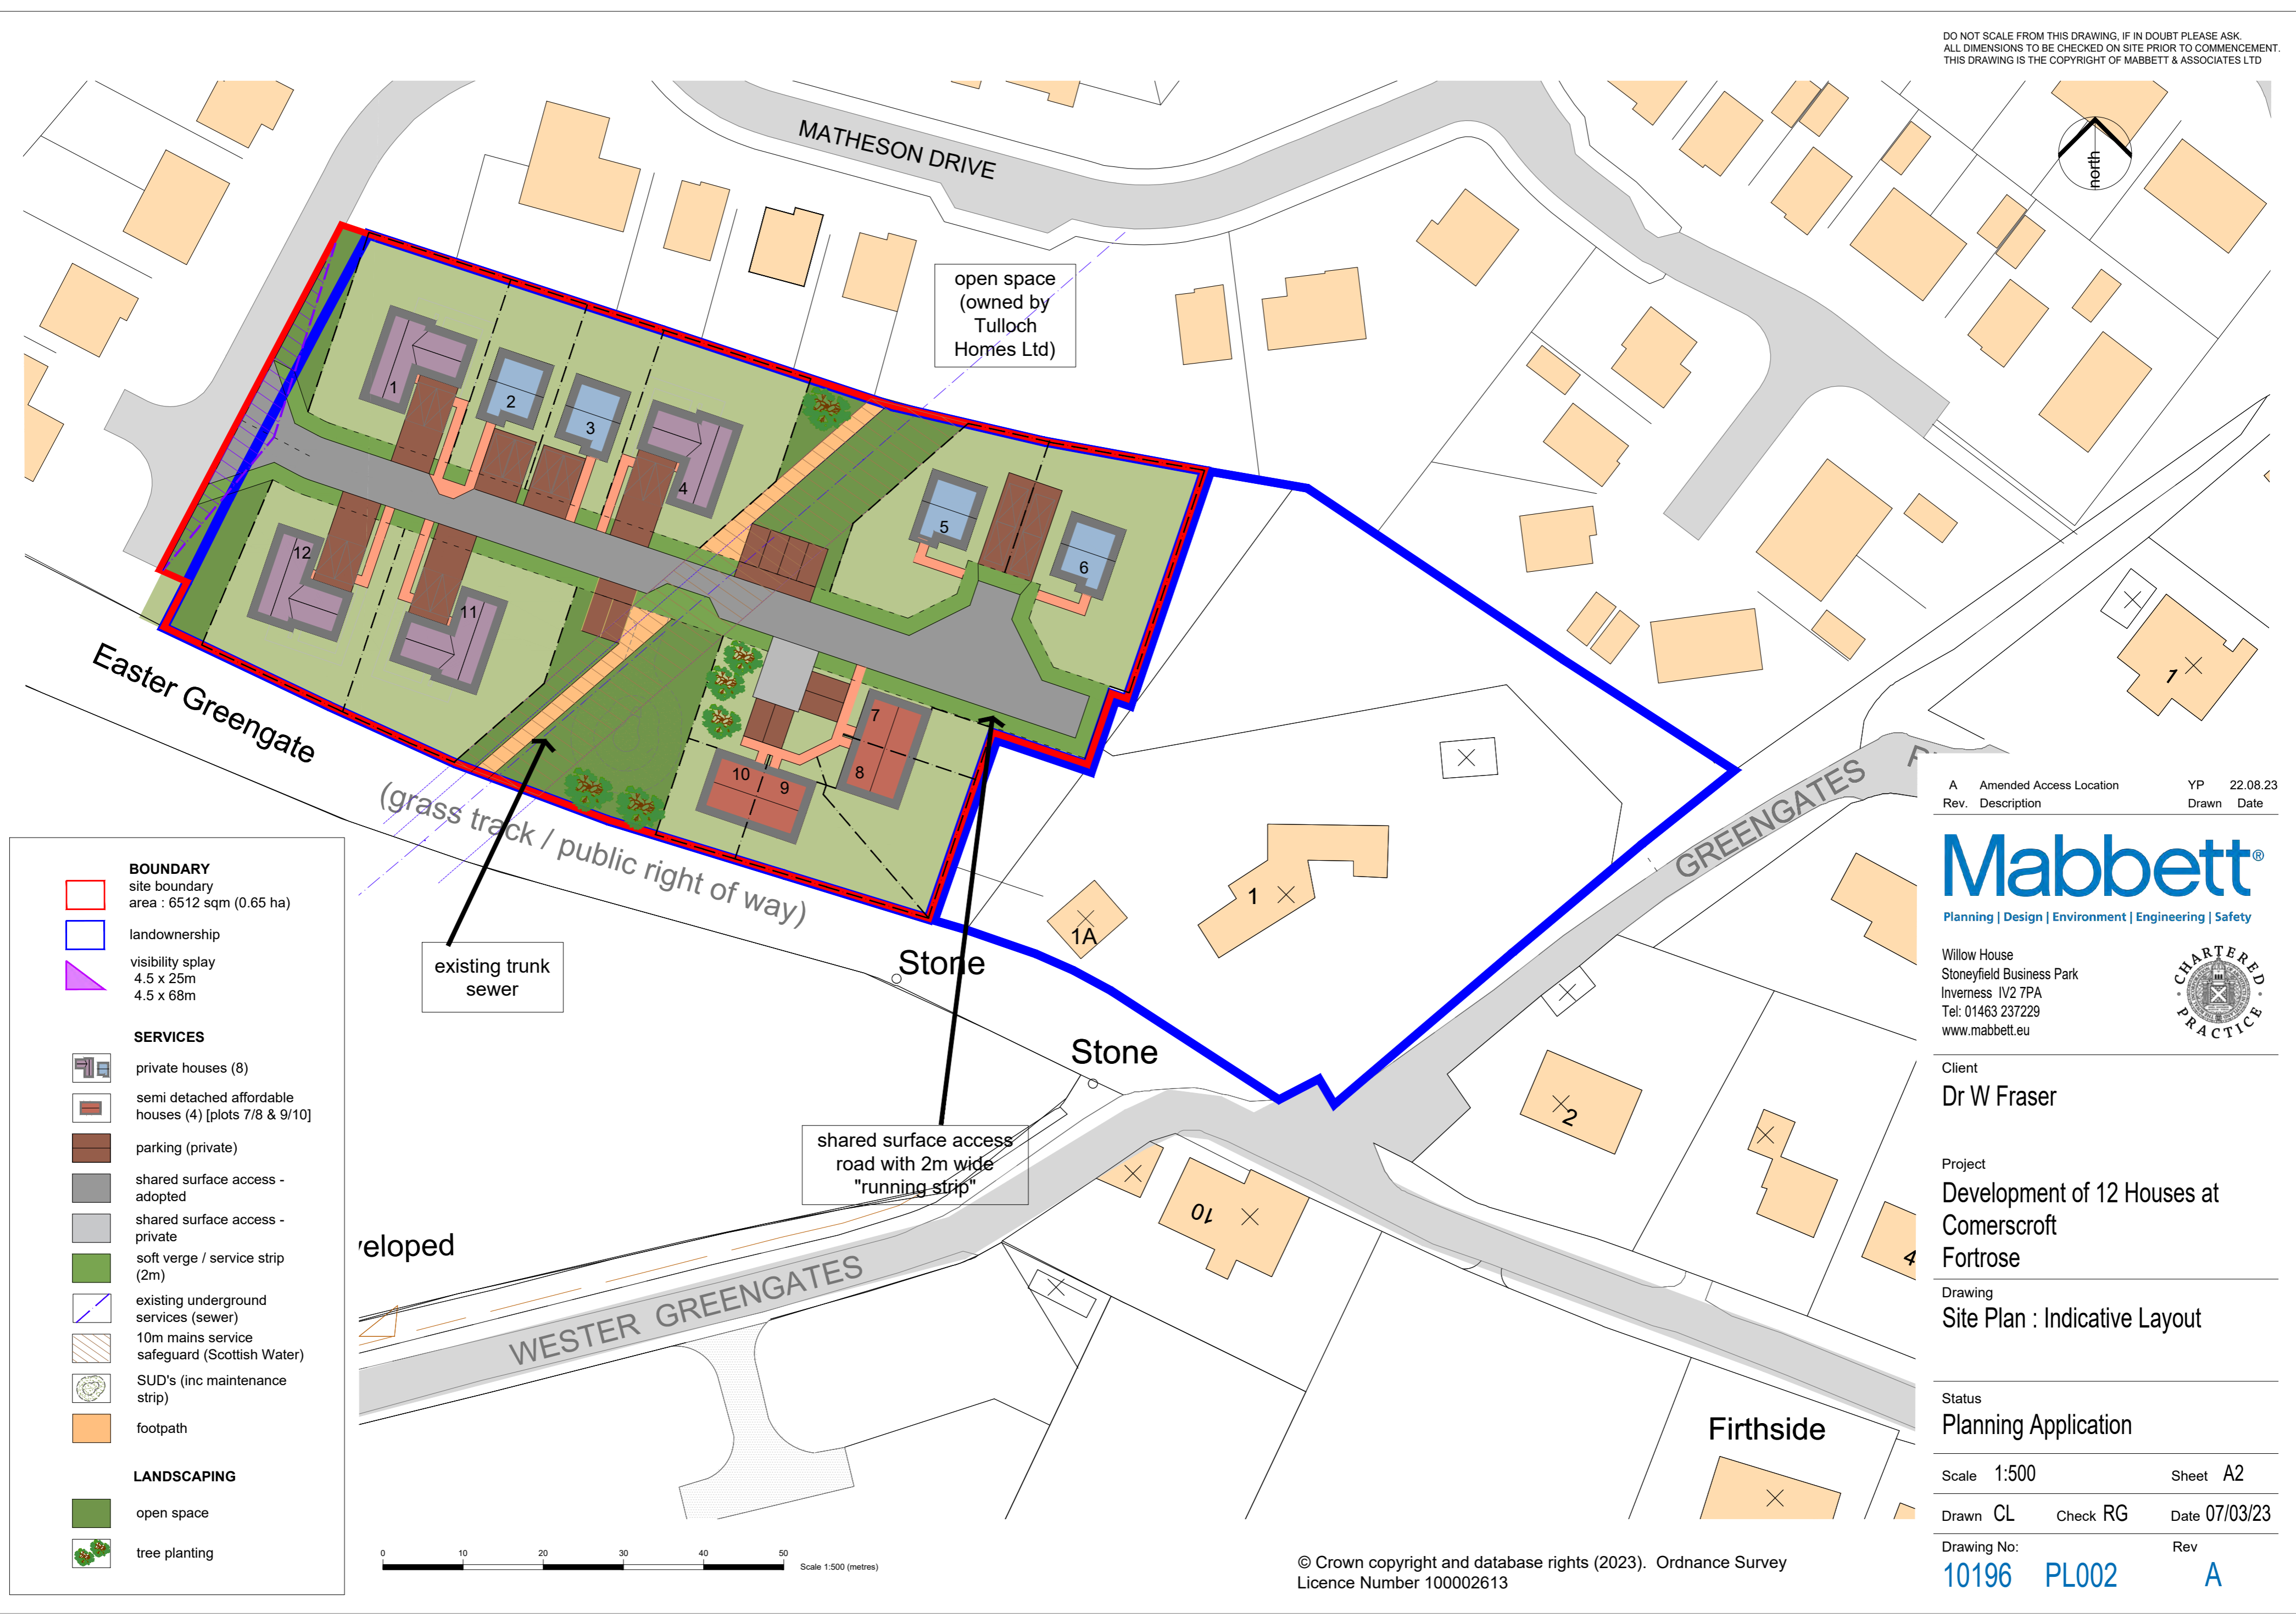 DO NOT SCALE FROM THIS DRAWING, IF IN DOUBT PLEASE ASK.
ALL DIMENSIONS TO BE CHECKED ON SITE PRIOR TO COMMENCEMENT.
THIS DRAWING IS THE COPYRIGHT OF MABBETT & ASSOCIATES LTD
north
MATHESON DRIVE
open space
(owned by
Tulloch
Homes Ltd)
1
2
3
4
5
6
12
11
7
8
10
9
Easter Greengate
(grass track / public right of way)
existing trunk
sewer
Stone
Stone
shared surface access
road with 2m wide
"running strip"
1A
1
1
2
10
4
GREENGATES
WESTER GREENGATES
veloped
Firthside
BOUNDARY
site boundary
area : 6512 sqm (0.65 ha)
landownership
visibility splay
4.5 x 25m
4.5 x 68m
SERVICES
private houses (8)
semi detached affordable
houses (4) [plots 7/8 & 9/10]
parking (private)
shared surface access -
adopted
shared surface access -
private
soft verge / service strip
(2m)
existing underground
services (sewer)
10m mains service
safeguard (Scottish Water)
SUD's (inc maintenance
strip)
footpath
LANDSCAPING
open space
tree planting
0 10 20 30 40 50
Scale 1:500 (metres)
© Crown copyright and database rights (2023). Ordnance Survey
Licence Number 100002613
A Amended Access Location YP 22.08.23
Rev. Description Drawn Date
Mabbett®
Planning | Design | Environment | Engineering | Safety
Willow House
Stoneyfield Business Park
Inverness IV2 7PA
Tel: 01463 237229
www.mabbett.eu
CHARTERED
PRACTICE
Client
Dr W Fraser
Project
Development of 12 Houses at
Comerscroft
Fortrose
Drawing
Site Plan : Indicative Layout
Status
Planning Application
Scale 1:500 Sheet A2
Drawn CL Check RG Date 07/03/23
Drawing No: Rev
10196 PL002 A